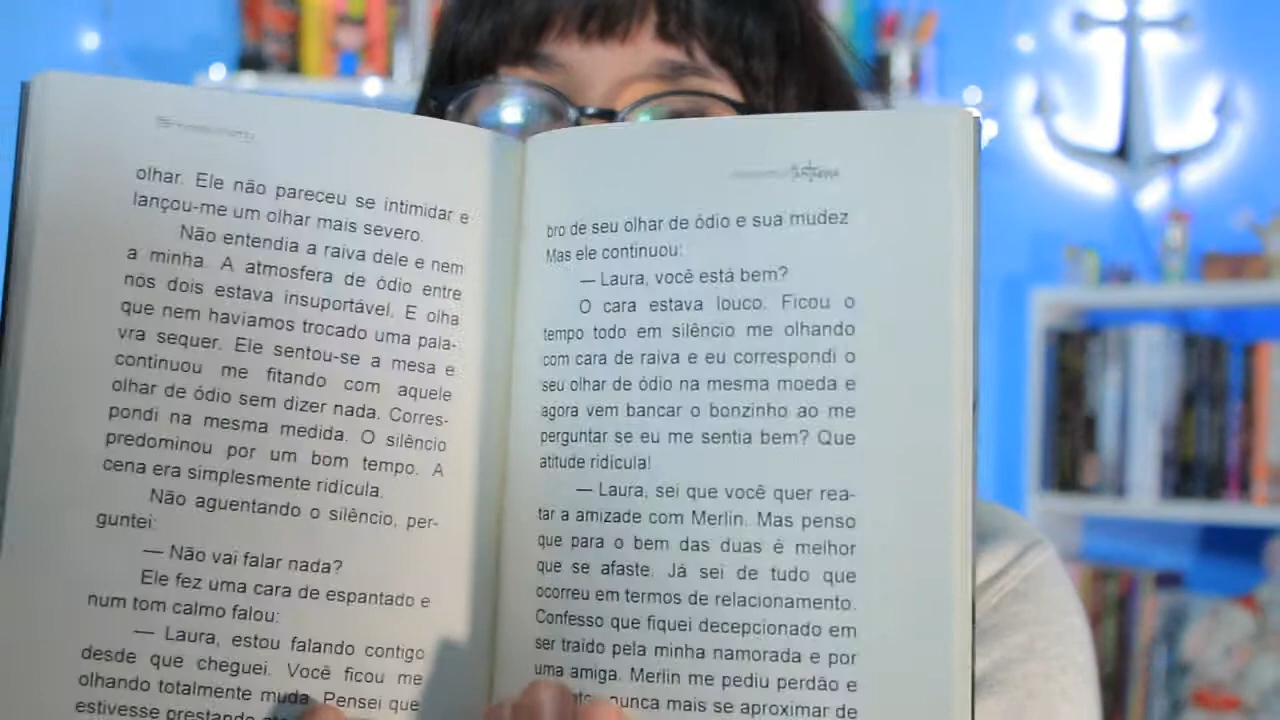 olhar. Ele não pareceu se intimidar e
lançou-me um olhar mais severo.
Não entendia a raiva dele e nem
a minha. A atmosfera de ódio entre
nós dois estava insuportável. E olha
que nem havíamos trocado uma pala-
vra sequer. Ele sentou-se a mesa e
continuou me fitando com aquele
olhar de ódio sem dizer nada. Corres-
pondi na mesma medida. O silêncio
predominou por um bom tempo. A
cena era simplesmente ridícula.
Não aguentando o silêncio, per-
guntei:
— Não vai falar nada?
Ele fez uma cara de espantado e
num tom calmo falou:
— Laura, estou falando contigo
desde que cheguei. Você ficou me
olhando totalmente muda. Pensei que
estivesse prestando
bro de seu olhar de ódio e sua mudez
Mas ele continuou:
— Laura, você está bem?
O cara estava louco. Ficou o
tempo todo em silêncio me olhando
com cara de raiva e eu correspondi o
seu olhar de ódio na mesma moeda e
agora vem bancar o bonzinho ao me
perguntar se eu me sentia bem? Que
atitude ridícula!
— Laura, sei que você quer rea-
tar a amizade com Merlin. Mas penso
que para o bem das duas é melhor
que se afaste. Já sei de tudo que
ocorreu em termos de relacionamento.
Confesso que fiquei decepcionado em
ser traído pela minha namorada e por
uma amiga. Merlin me pediu perdão e
nunca mais se aproximar de